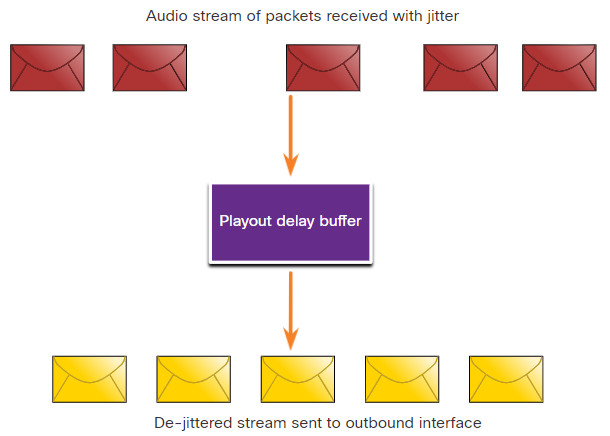 Audio stream of packets received with jitter
Playout delay buffer
De-jittered stream sent to outbound interface